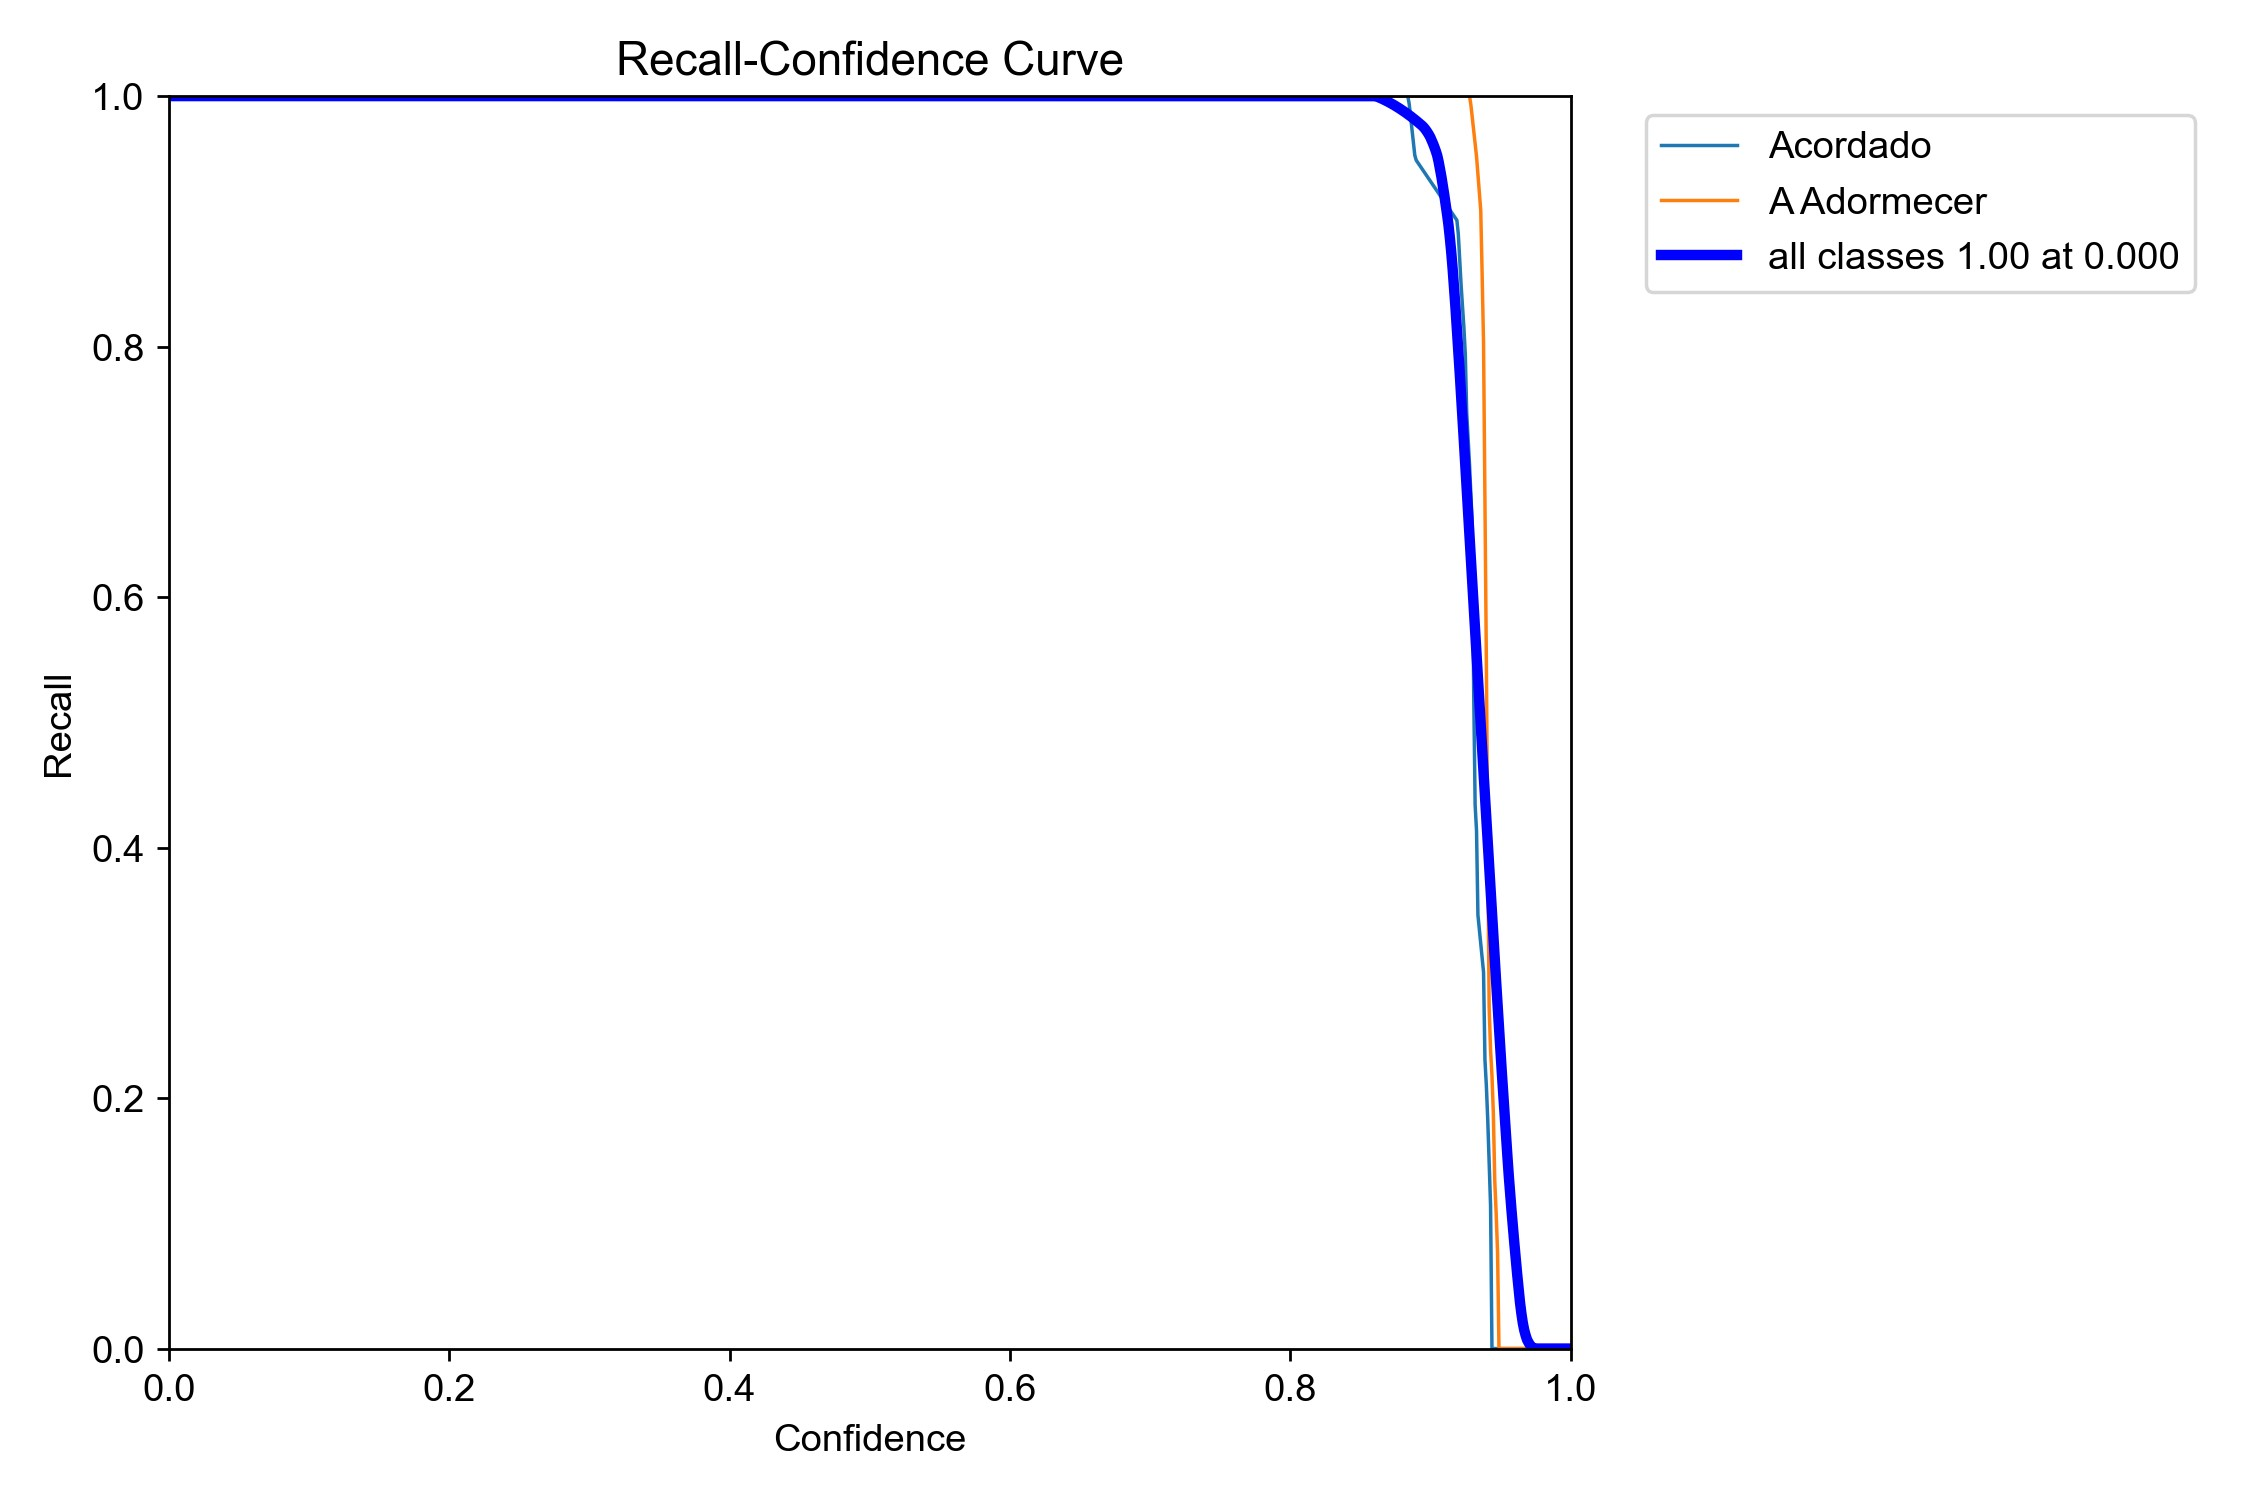 Recall-Confidence Curve
1.0
0.8
0.6
0.4
0.2
0.0
Recall
0.0 0.2 0.4 0.6 0.8 1.0
Confidence
Acordado
A Adormecer
all classes 1.00 at 0.000